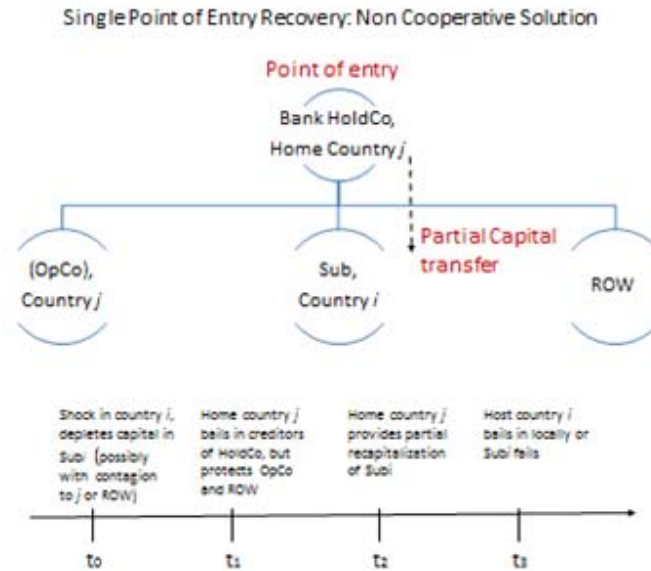 Single Point of Entry Recovery: Non Cooperative Solution
Point of entry
Bank HoldCo,
Home Country j
Partial Capital
transfer
(OpCo),
Country j
Sub,
Country i
ROW
Shock in country i,
depletes capital in
Subi (possibly
with contagion
to j or ROW)
Home country j
bails in creditors
of HoldCo, but
protects OpCo
and ROW
Home country j
provides partial
recapitalization
of Subi
Host country i
bails in locally or
Subi fails
t0
t1
t2
t3